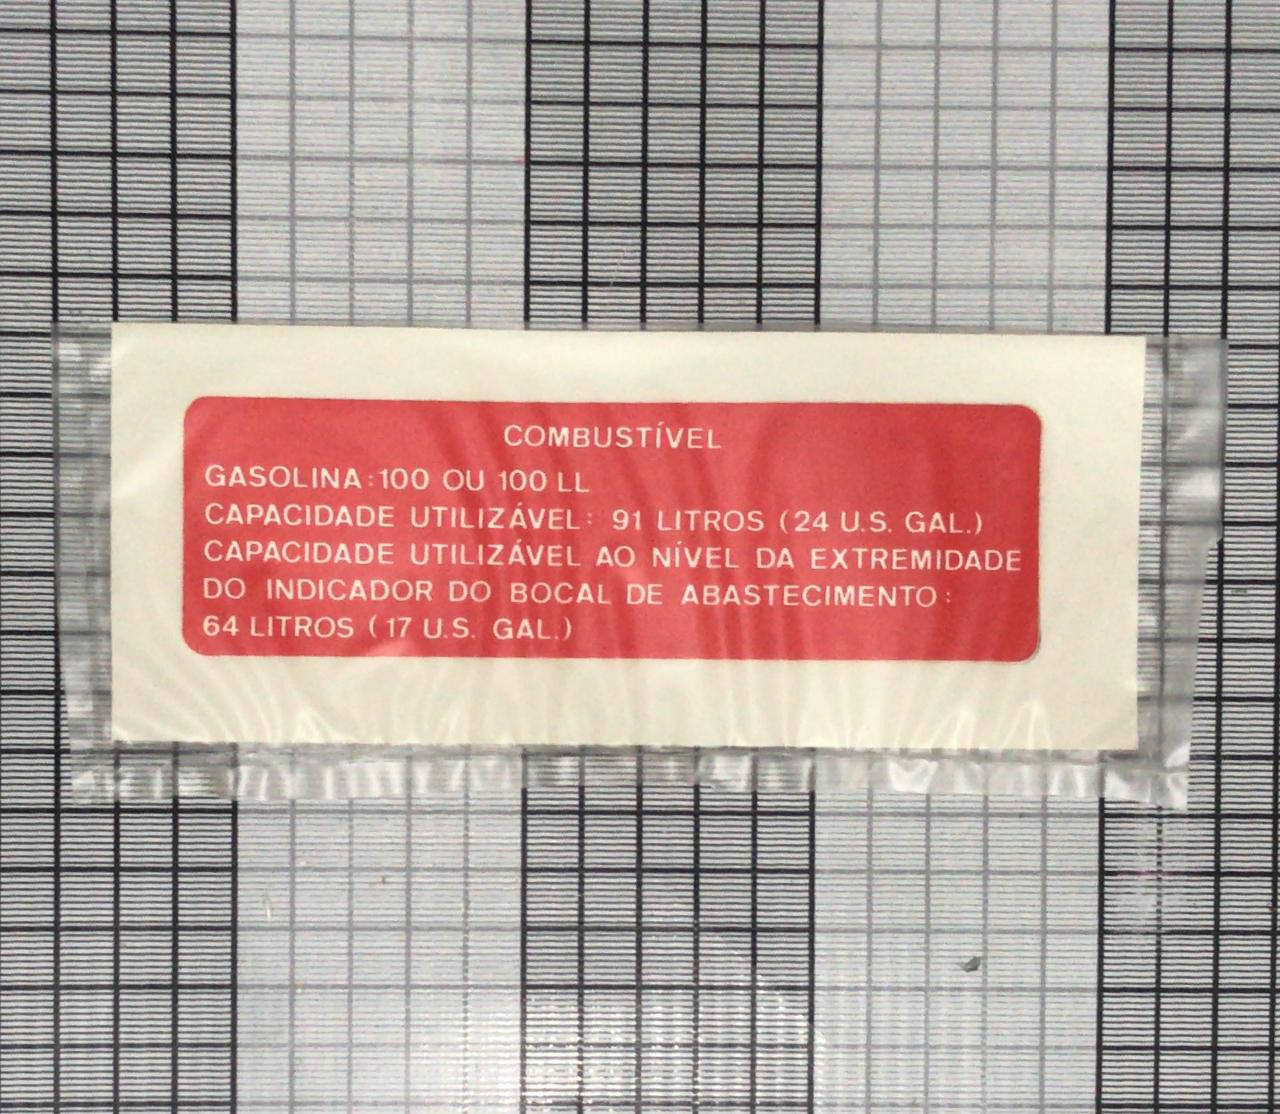 COMBUSTÍVEL
GASOLINA: 100 OU 100 LL
CAPACIDADE UTILIZÁVEL: 91 LITROS (24 U.S. GAL.)
CAPACIDADE UTILIZÁVEL AO NÍVEL DA EXTREMIDADE
DO INDICADOR DO BOCAL DE ABASTECIMENTO:
64 LITROS (17 U.S. GAL.)